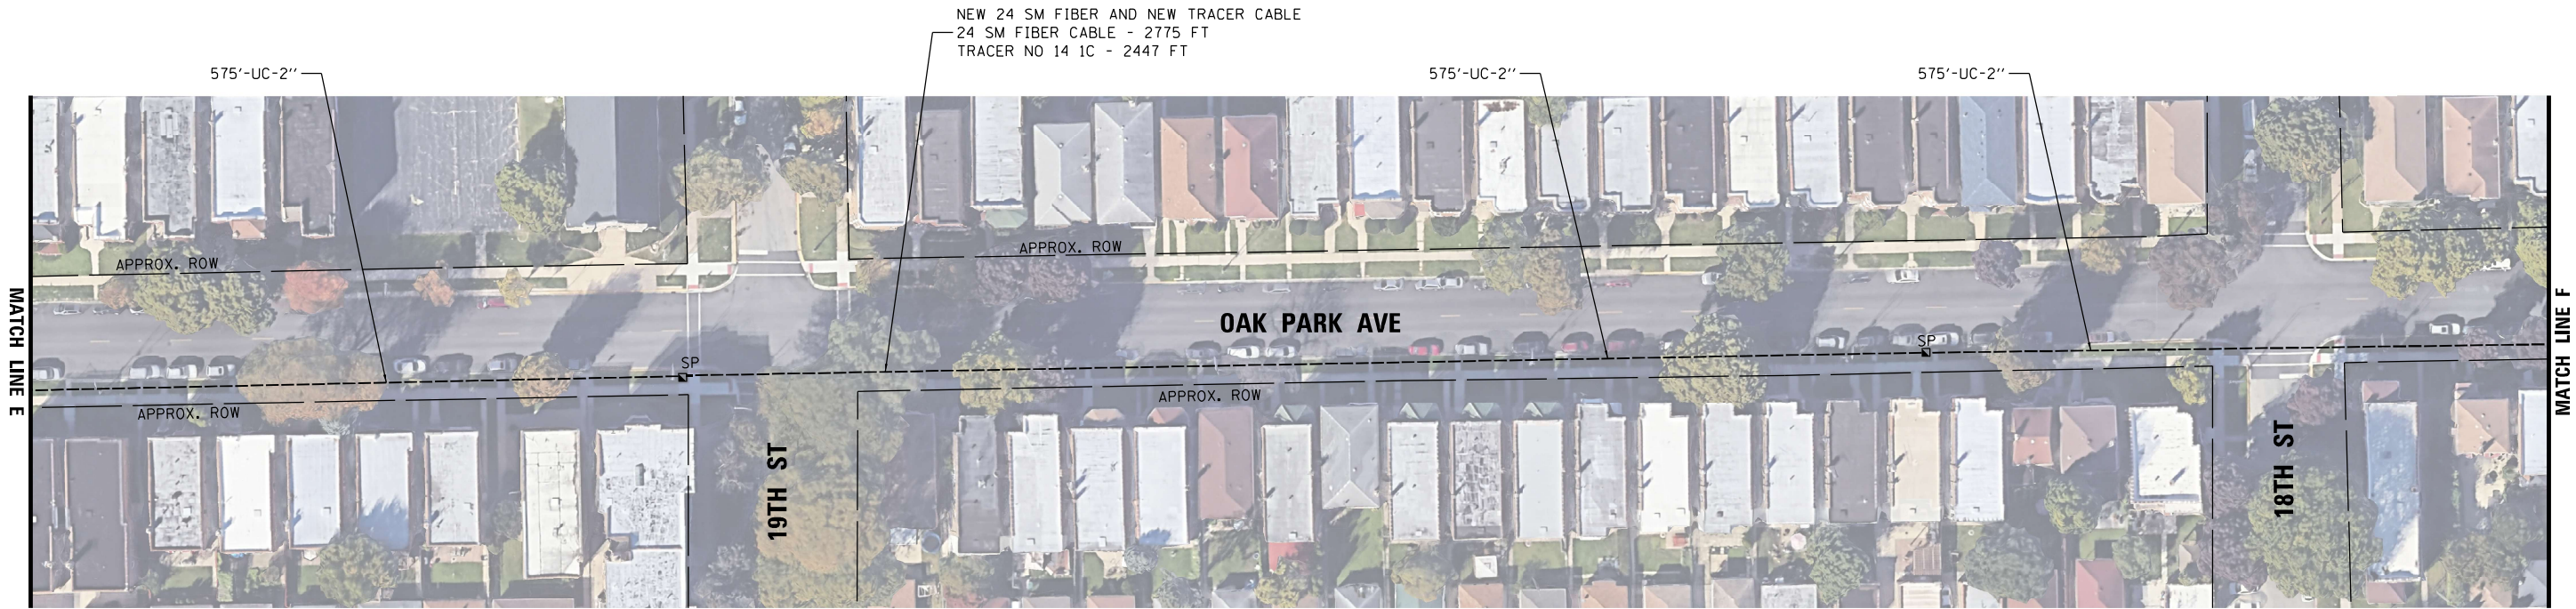 NEW 24 SM FIBER AND NEW TRACER CABLE
24 SM FIBER CABLE - 2775 FT
TRACER NO 14 1C - 2447 FT
575'-UC-2''
575'-UC-2''
575'-UC-2''
APPROX. ROW
APPROX. ROW
MATCH LINE E
OAK PARK AVE
MATCH LINE F
SP
SP
APPROX. ROW
APPROX. ROW
19TH ST
18TH ST